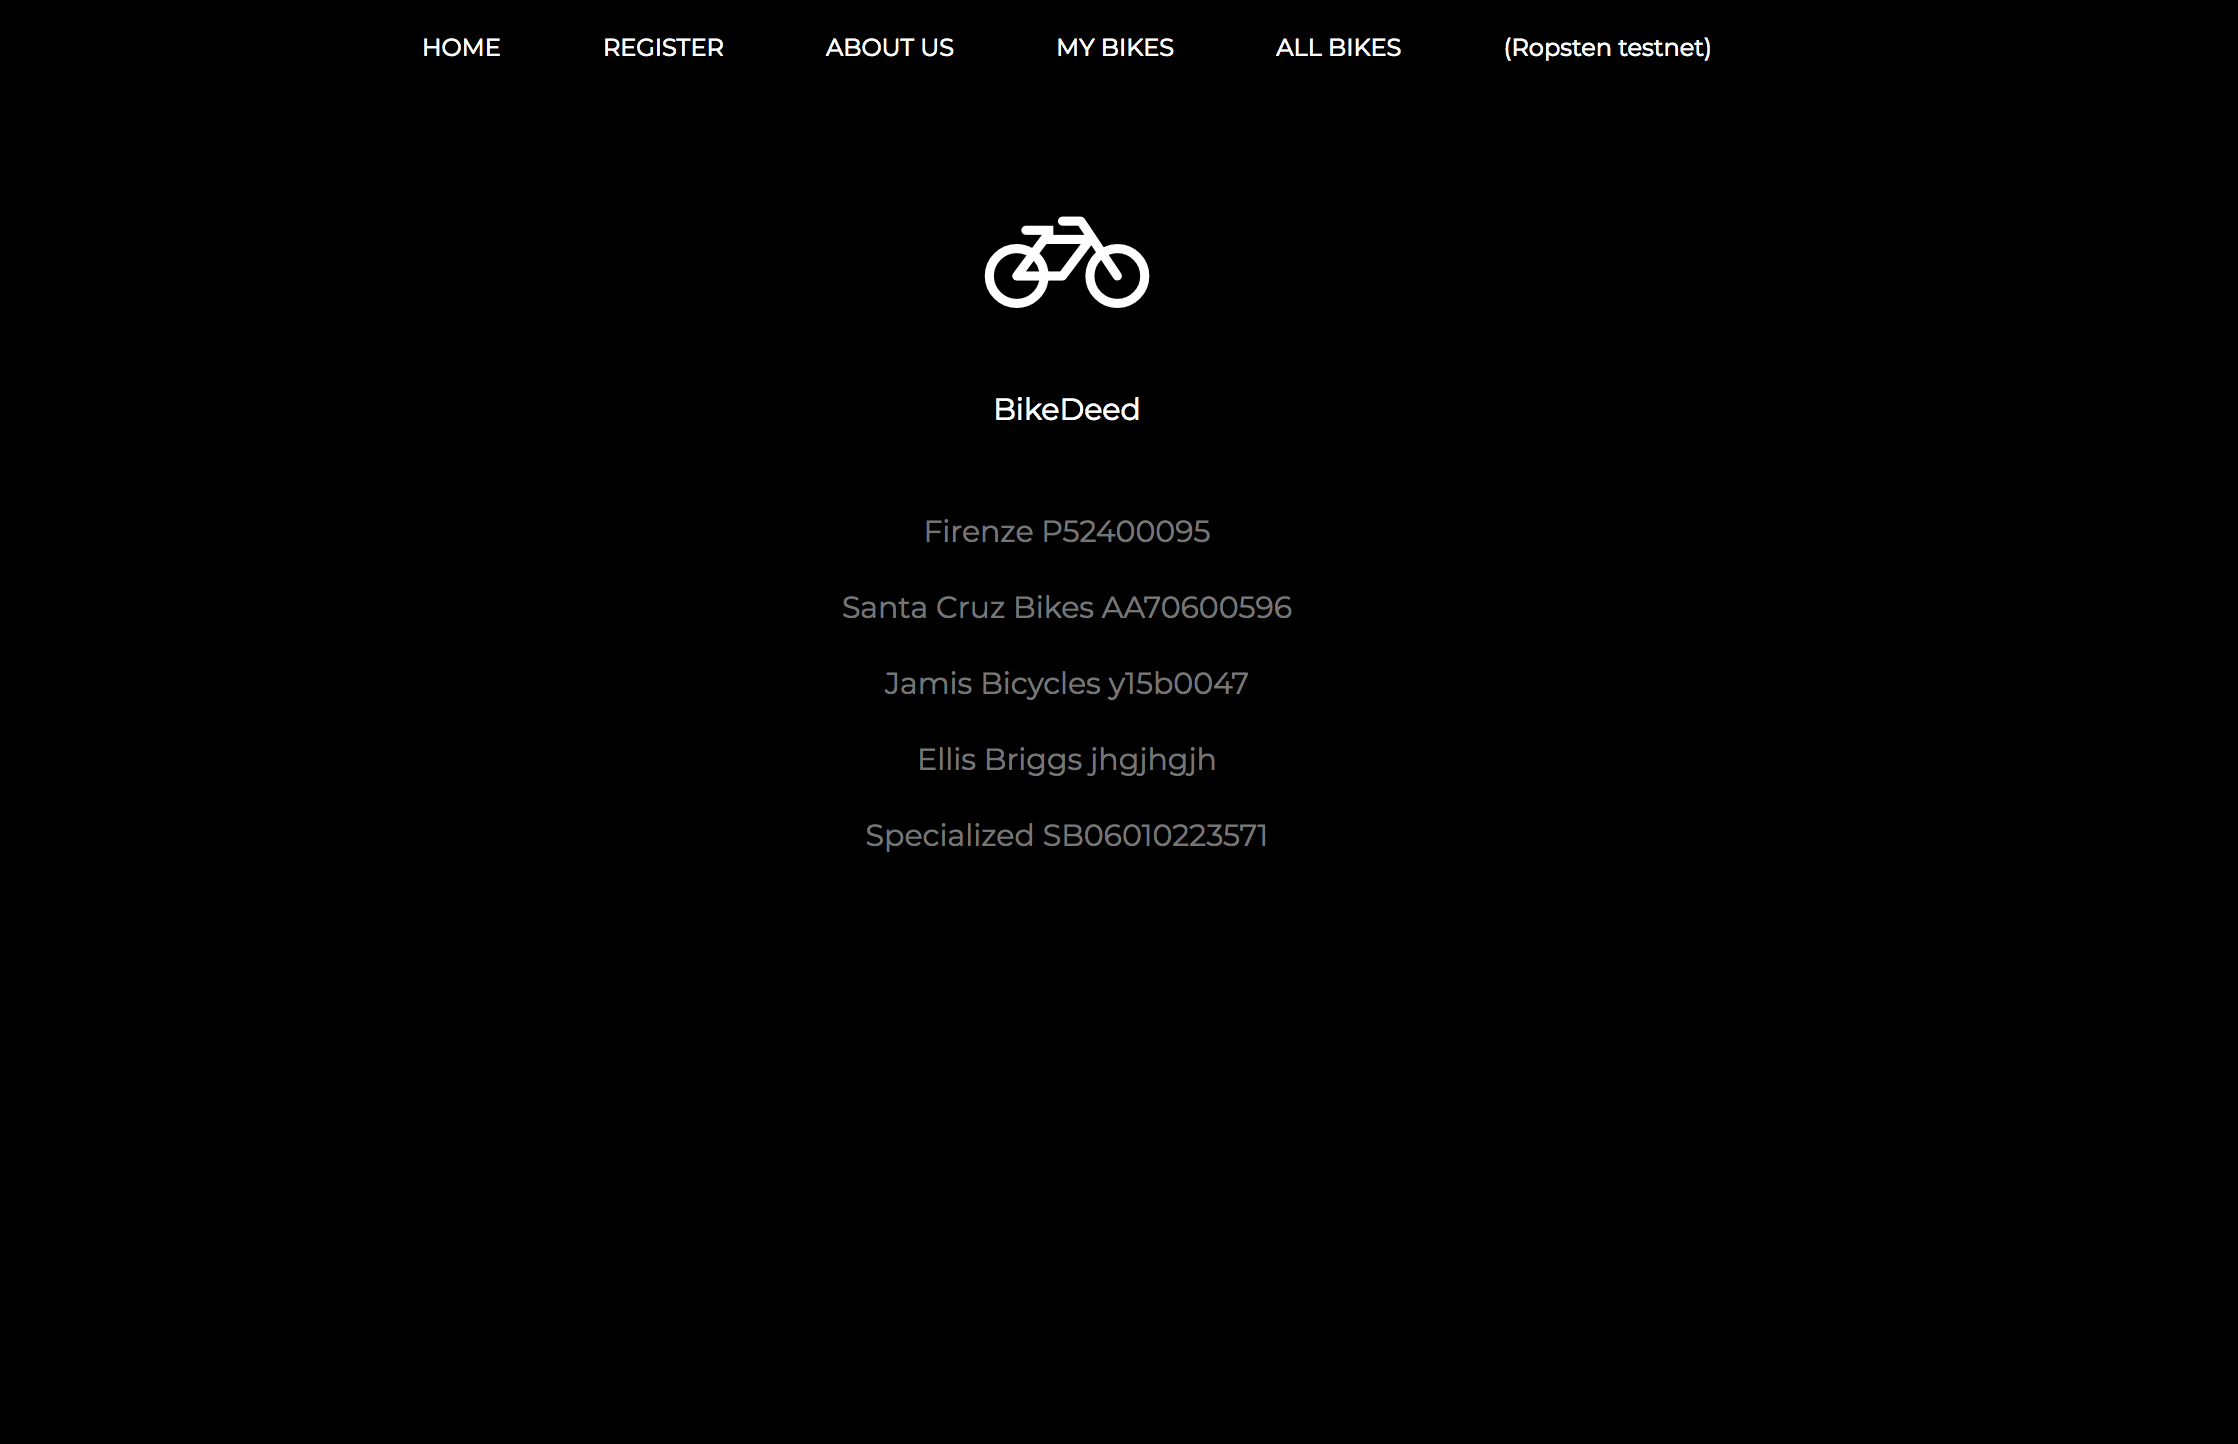 HOME REGISTER ABOUT US MY BIKES ALL BIKES (Ropsten testnet)
BikeDeed
Firenze P52400095
Santa Cruz Bikes AA70600596
Jamis Bicycles y15b0047
Ellis Briggs jhgjhgjh
Specialized SB06010223571